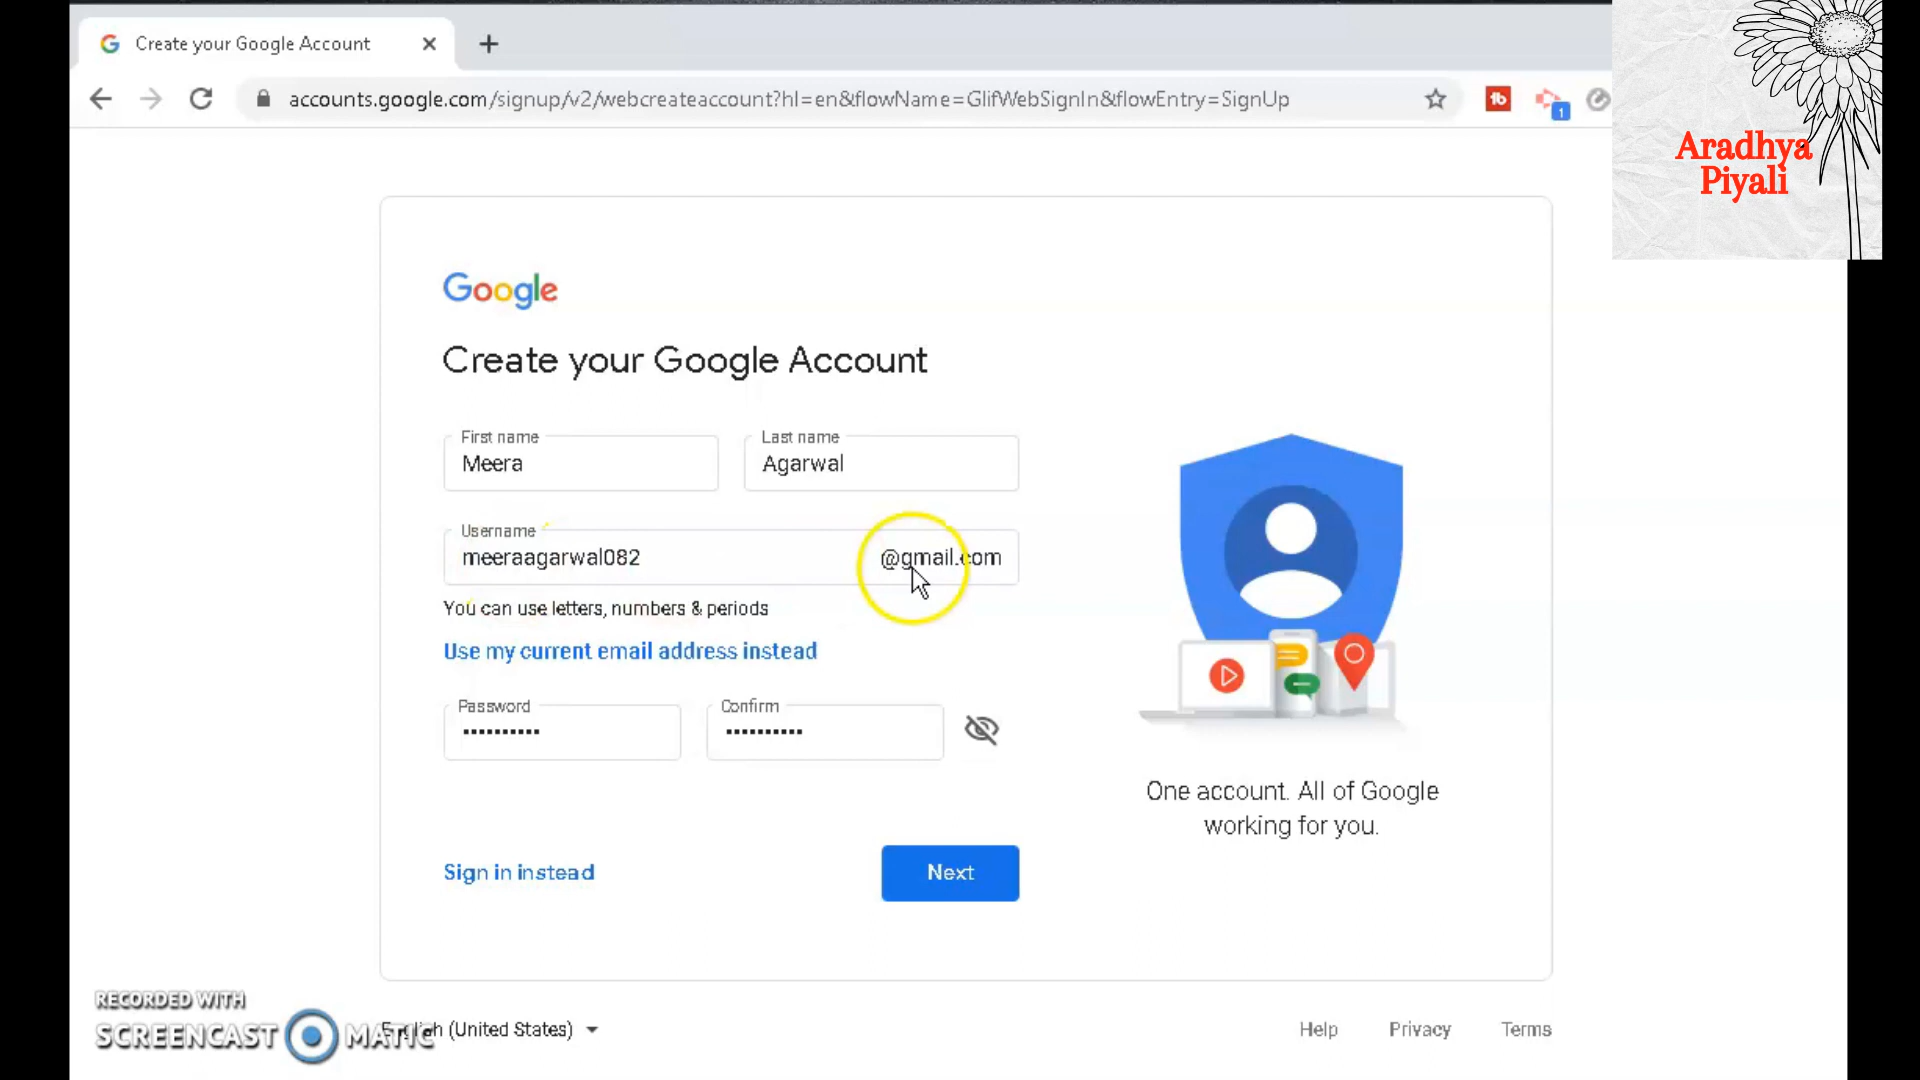 Create your Google Account
accounts.google.com/signup/v2/webcreateaccount?hl=en&flowName=GlifWebSignIn&flowEntry=SignUp
1
Aradhya
Piyali
Google
Create your Google Account
First name
Meera
Last name
Agarwal
Username
meeraagarwal082
@gmail.com
You can use letters, numbers & periods
Use my current email address instead
Password
••••••••••
Confirm
••••••••••
One account. All of Google
working for you.
Sign in instead
Next
RECORDED WITH
SCREENCAST MATIC
English (United States)
Help
Privacy
Terms